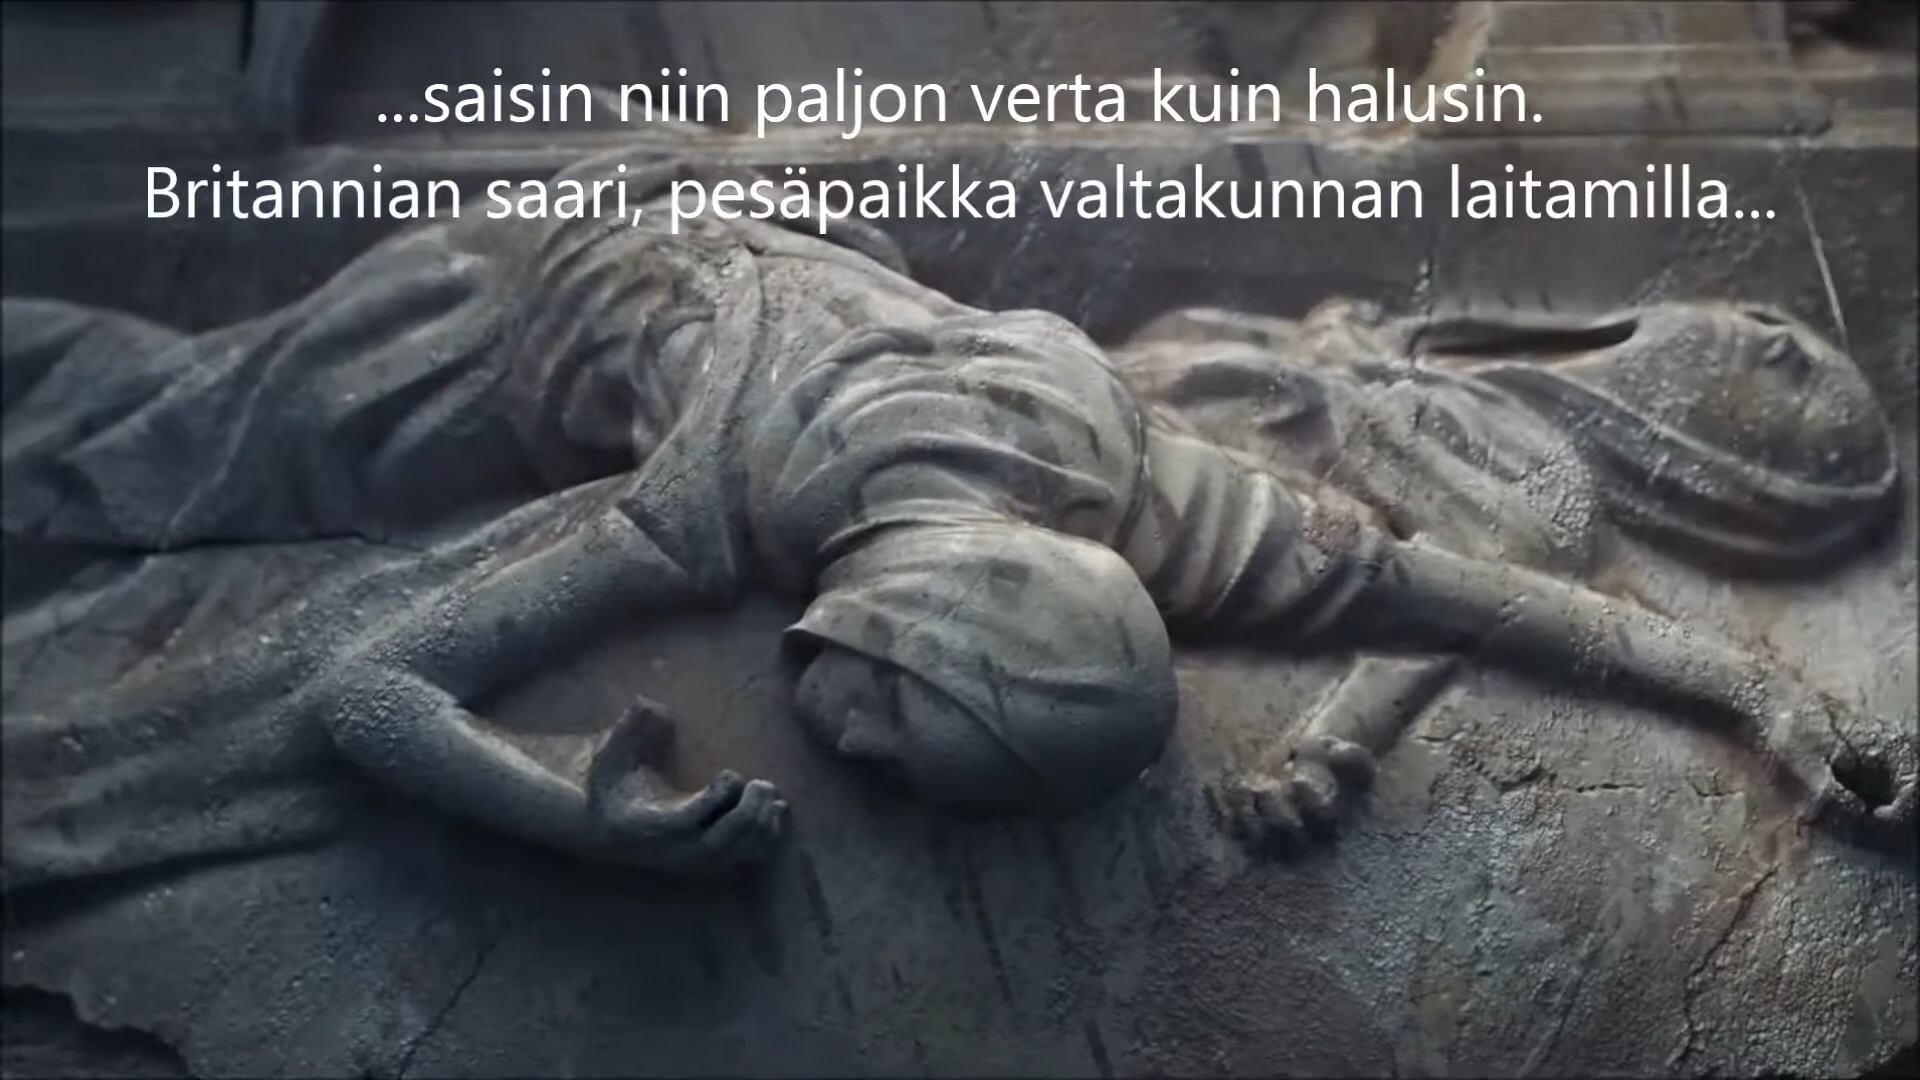 ...saisin niin paljon verta kuin halusin.
Britannian saari, pesäpaikka valtakunnan laitamilla...